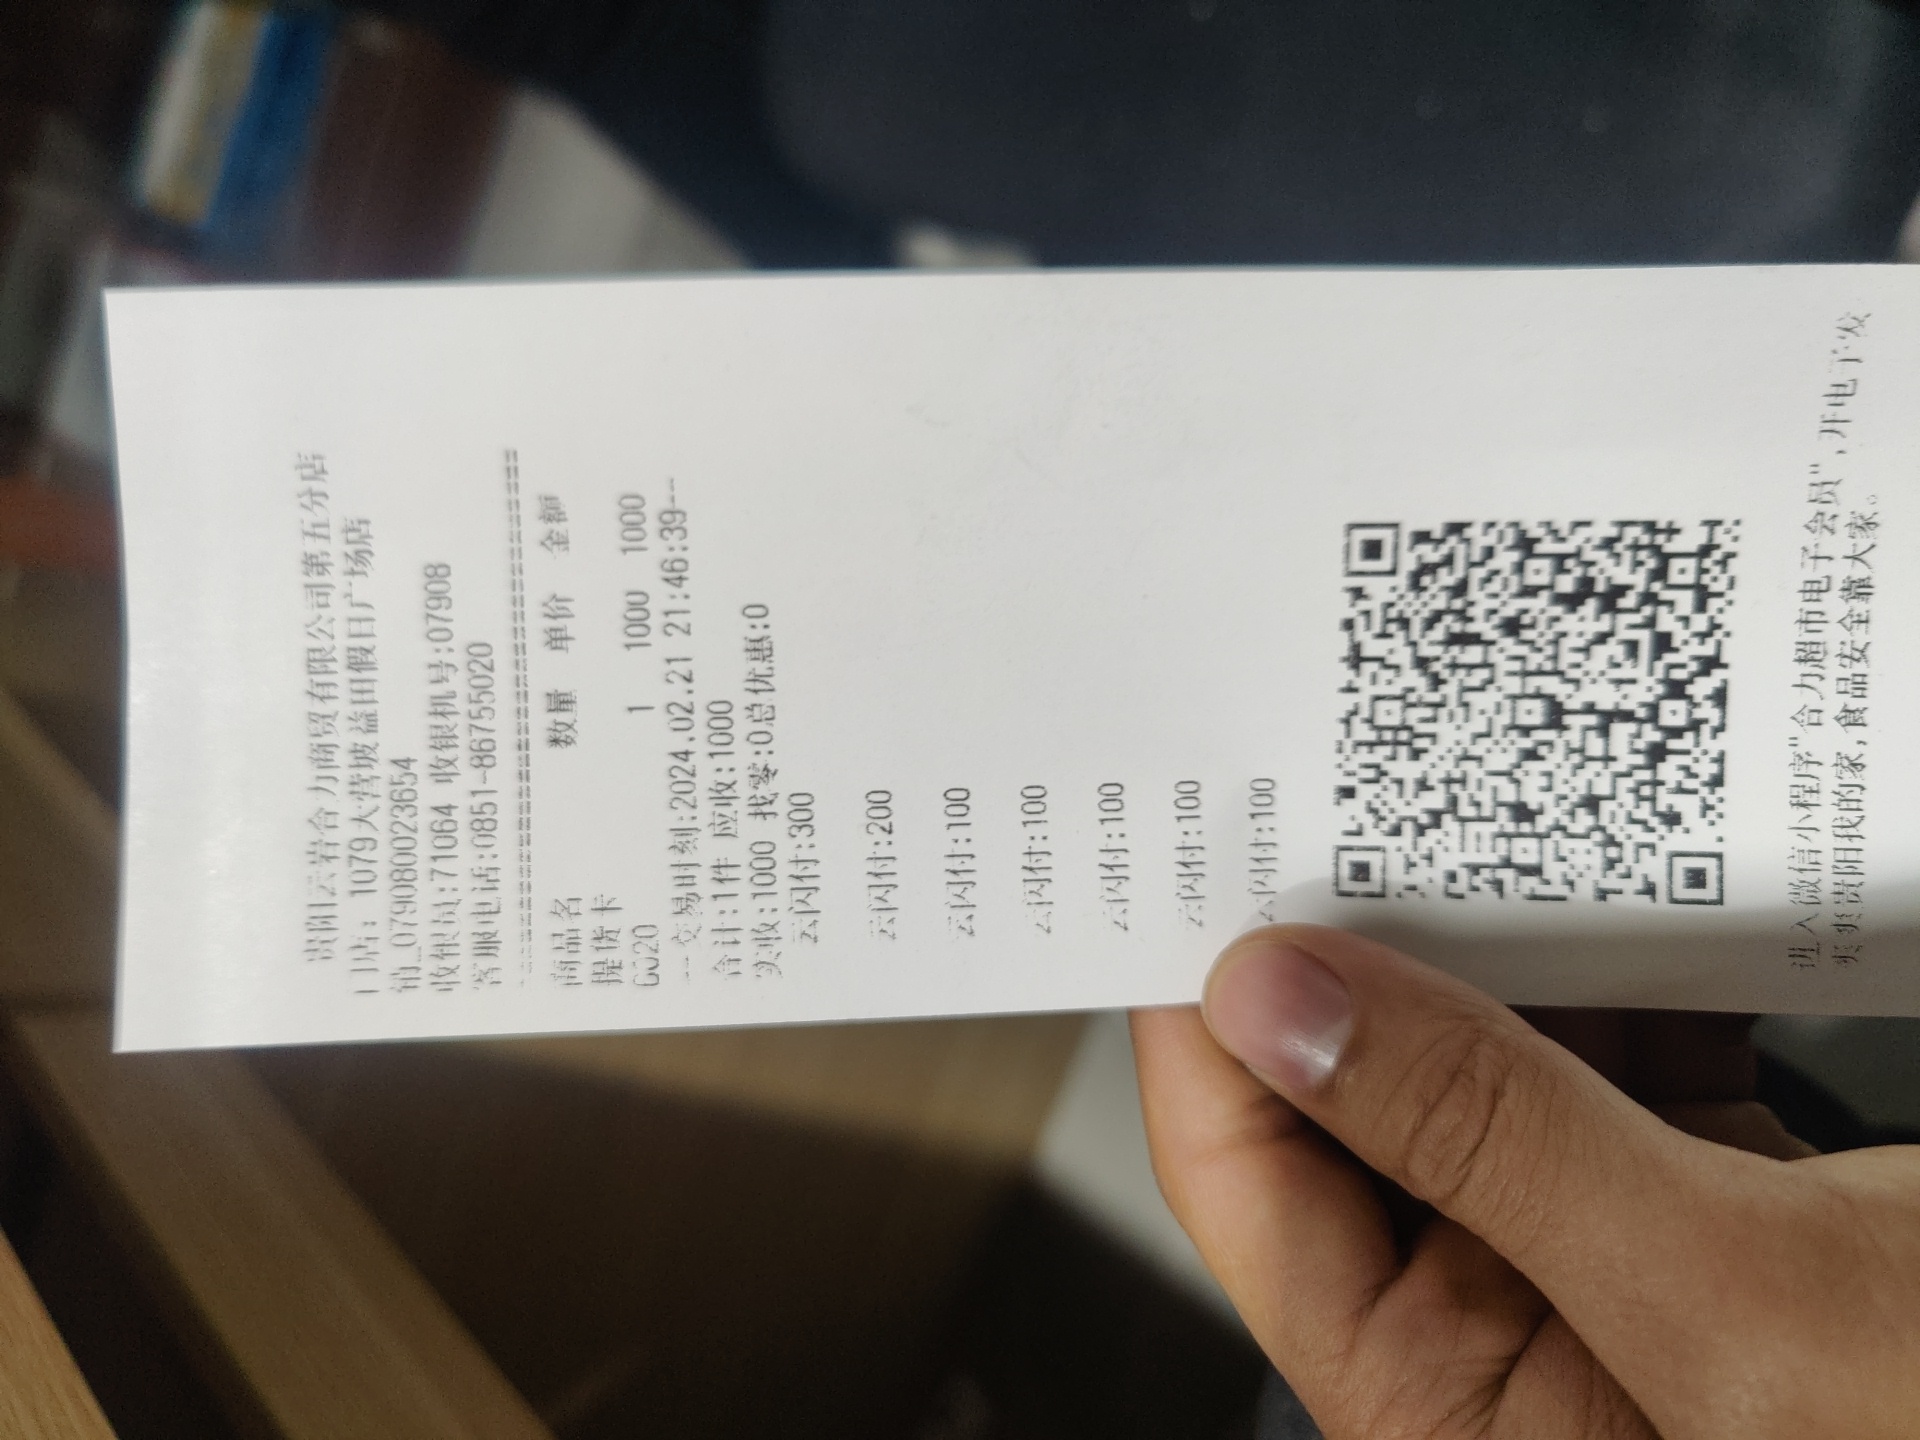 贵阳云岩合力商贸有限公司第五分店
门店: 1079大营坡益田假日广场店
销_0790800023654
收银员:71064 收银机号:07908
客服电话:0851-86755020
商品名 数量 单价 金额
提货卡
6020 1 1000 1000
--交易时刻:2024.02.21 21:46:39--
合计:1件 应收:1000
实收:1000 找零:0总优惠:0
云闪付:300
云闪付:200
云闪付:100
云闪付:100
云闪付:100
云闪付:100
云闪付:100
进入微信小程序"合力超市电子会员",开电子发
爽爽贵阳我的家,食品安全靠大家。